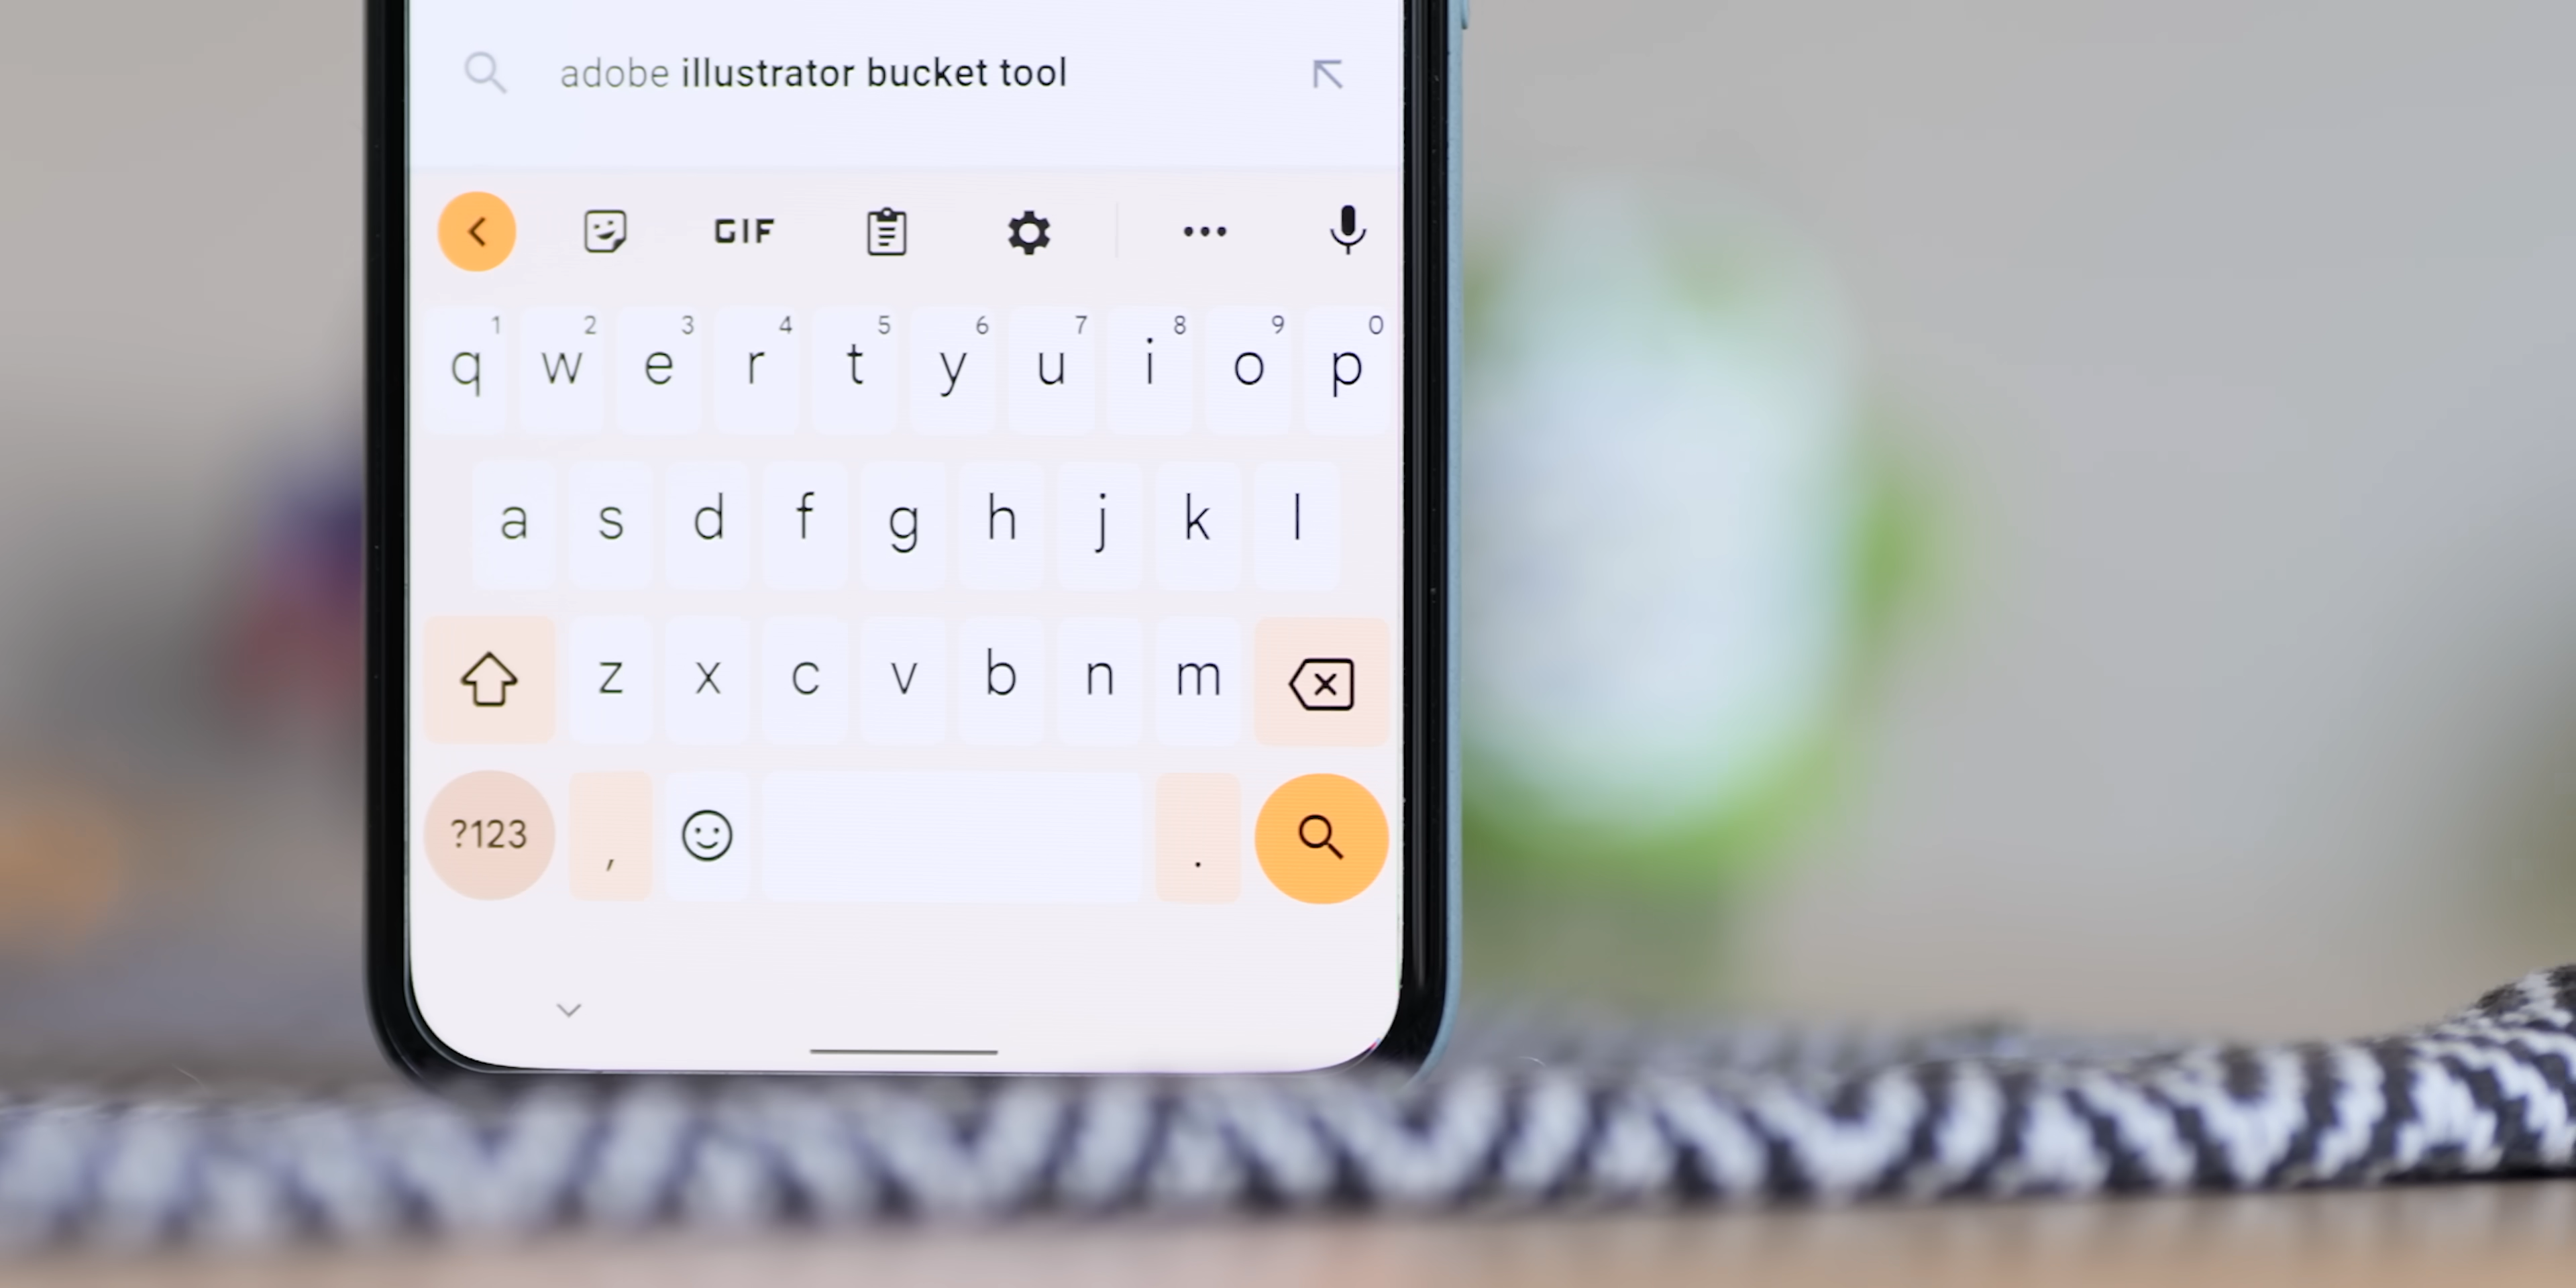 adobe illustrator bucket tool
GIF
1 2 3 4 5 6 7 8 9 0
q w e r t y u i o p
a s d f g h j k l
z x c v b n m
?123 , .